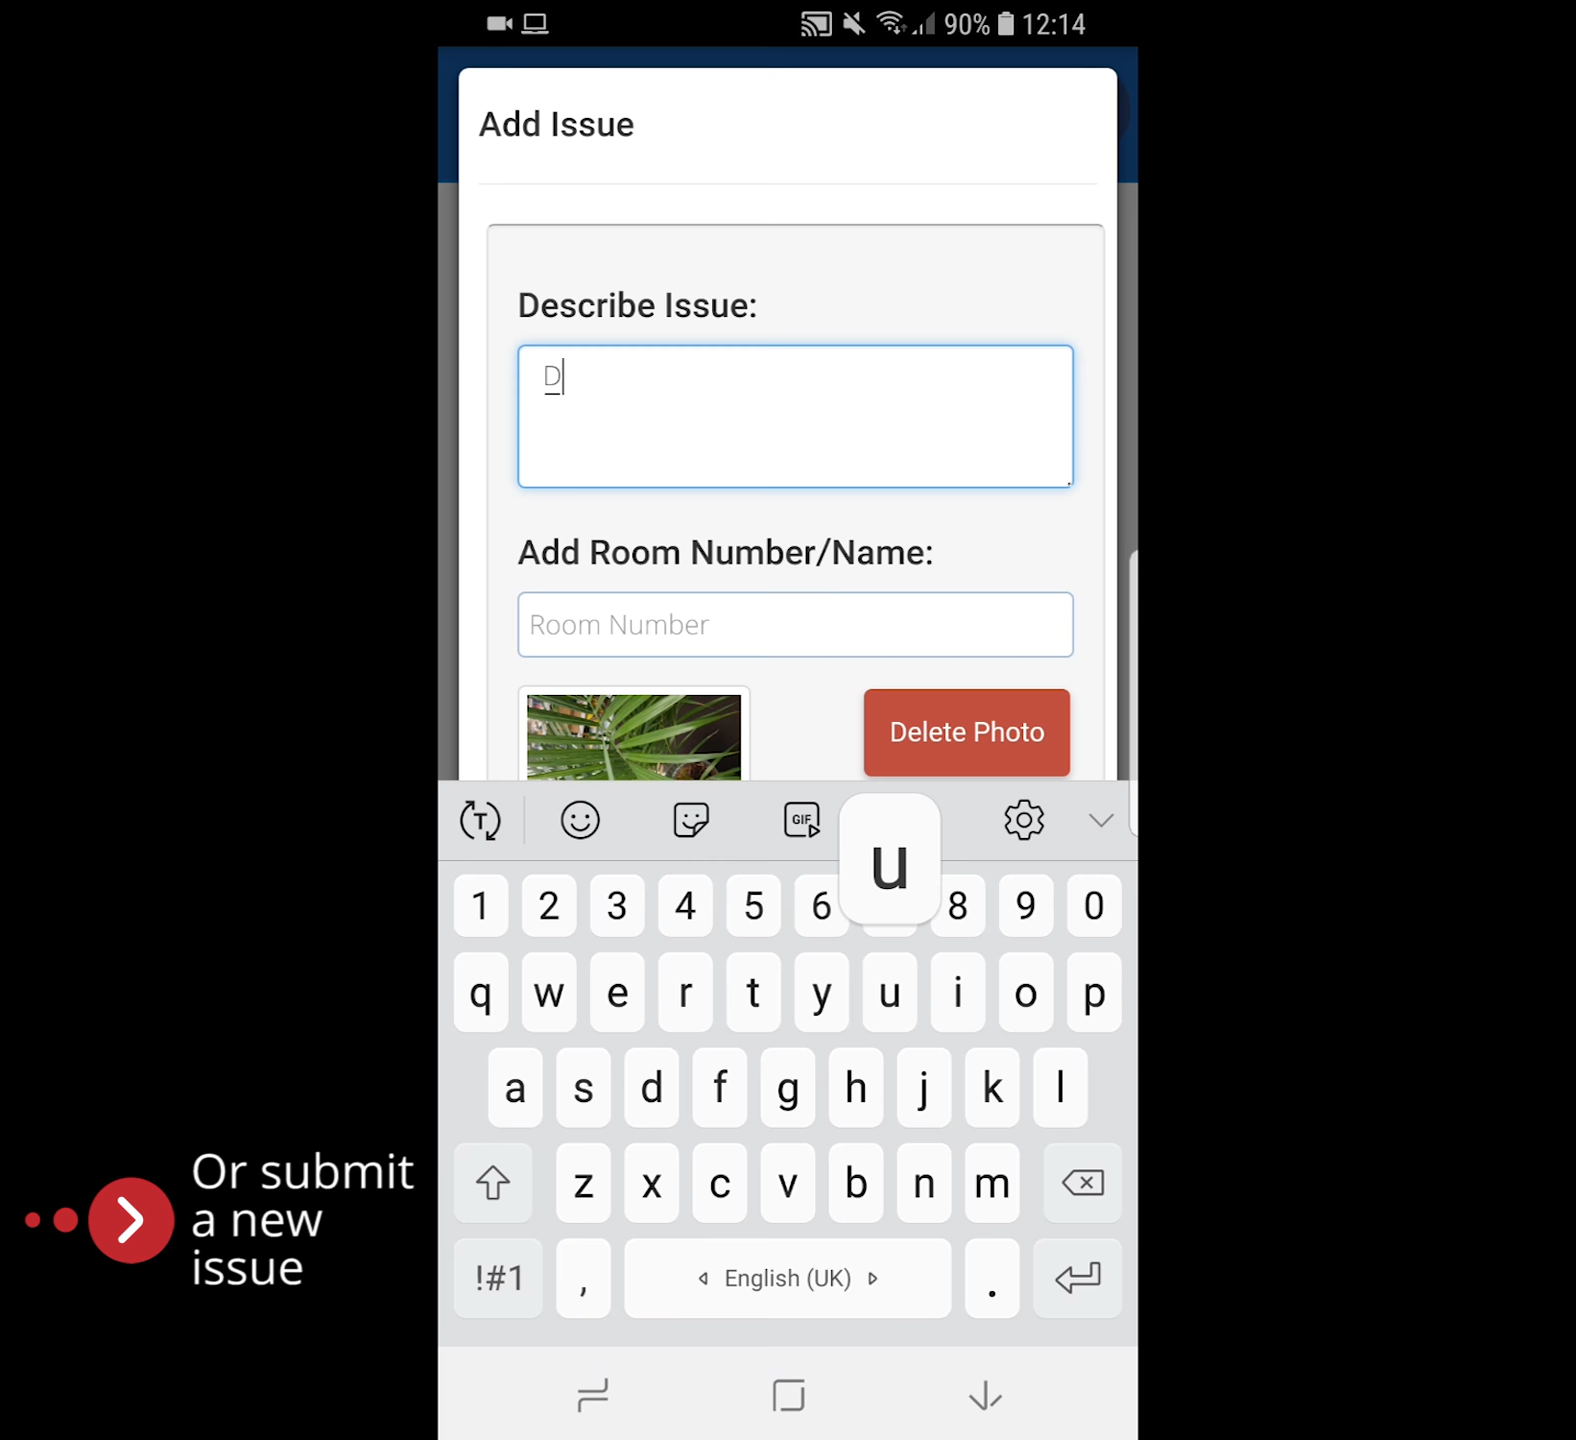 90% 12:14
Add Issue
Describe Issue:
D
Add Room Number/Name:
Room Number
Delete Photo
T
GIF
u
1 2 3 4 5 6 8 9 0
q w e r t y u i o p
a s d f g h j k l
z x c v b n m
!#1 , English (UK) .
Or submit
a new
issue